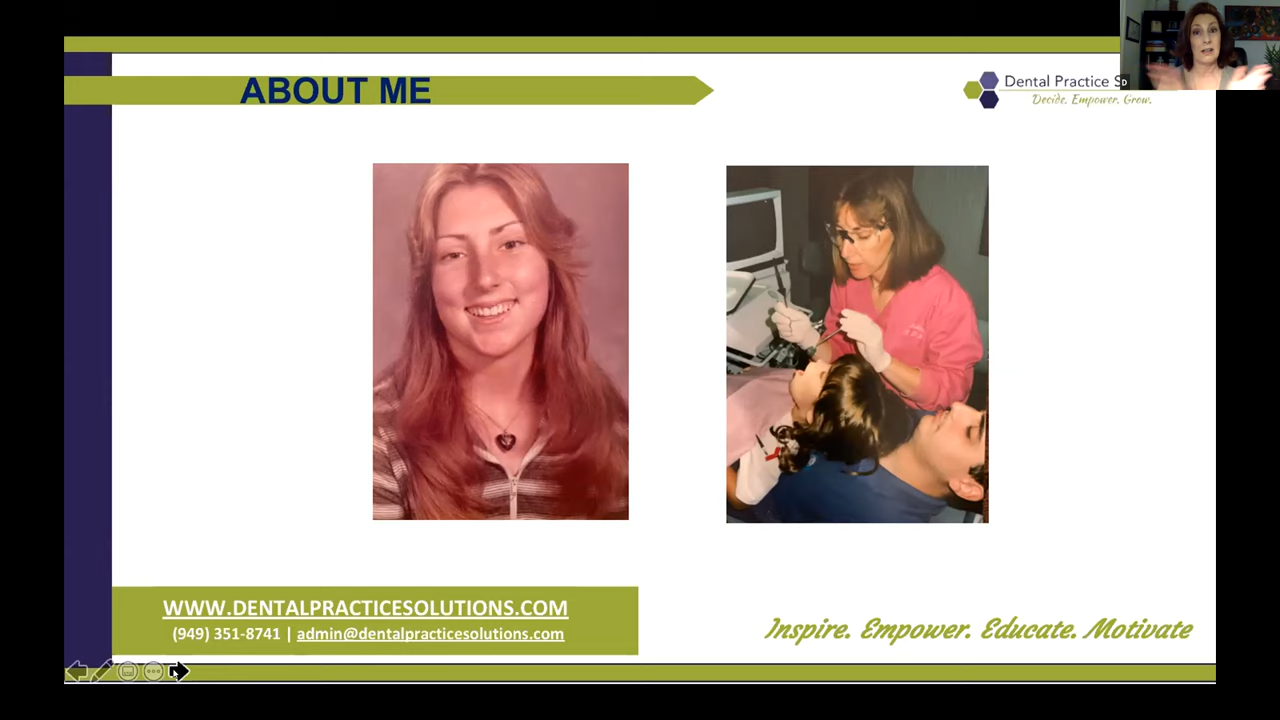 ABOUT ME
Dental Practice S
Decide. Empower. Grow.
WWW.DENTALPRACTICESOLUTIONS.COM
(949) 351-8741 | admin@dentalpracticesolutions.com
Inspire. Empower. Educate. Motivate